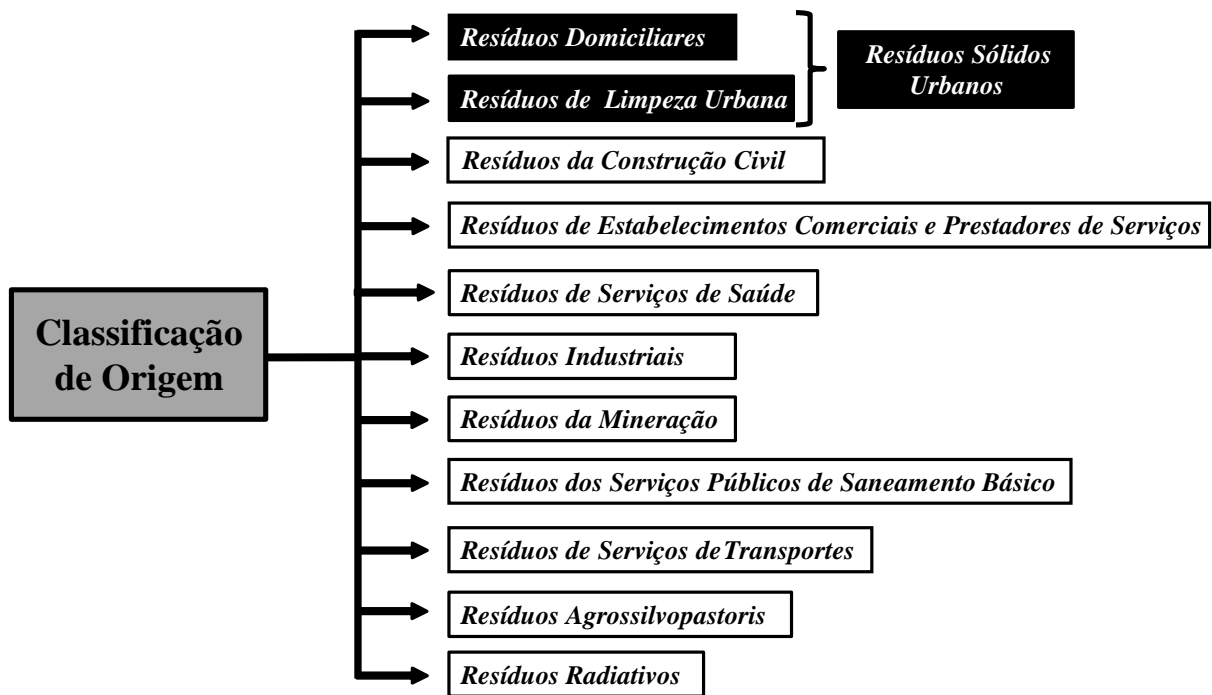 Resíduos Domiciliares
Resíduos de Limpeza Urbana
Resíduos Sólidos
Urbanos
Resíduos da Construção Civil
Resíduos de Estabelecimentos Comerciais e Prestadores de Serviços
Resíduos de Serviços de Saúde
Classificação
de Origem
Resíduos Industriais
Resíduos da Mineração
Resíduos dos Serviços Públicos de Saneamento Básico
Resíduos de Serviços de Transportes
Resíduos Agrossilvopastoris
Resíduos Radiativos